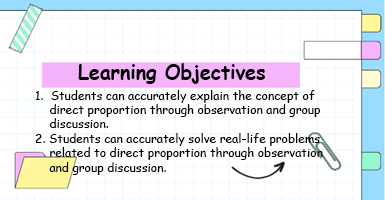 Learning Objectives
1. Students can accurately explain the concept of
direct proportion through observation and group
discussion.
2. Students can accurately solve real-life problems
related to direct proportion through observation
and group discussion.